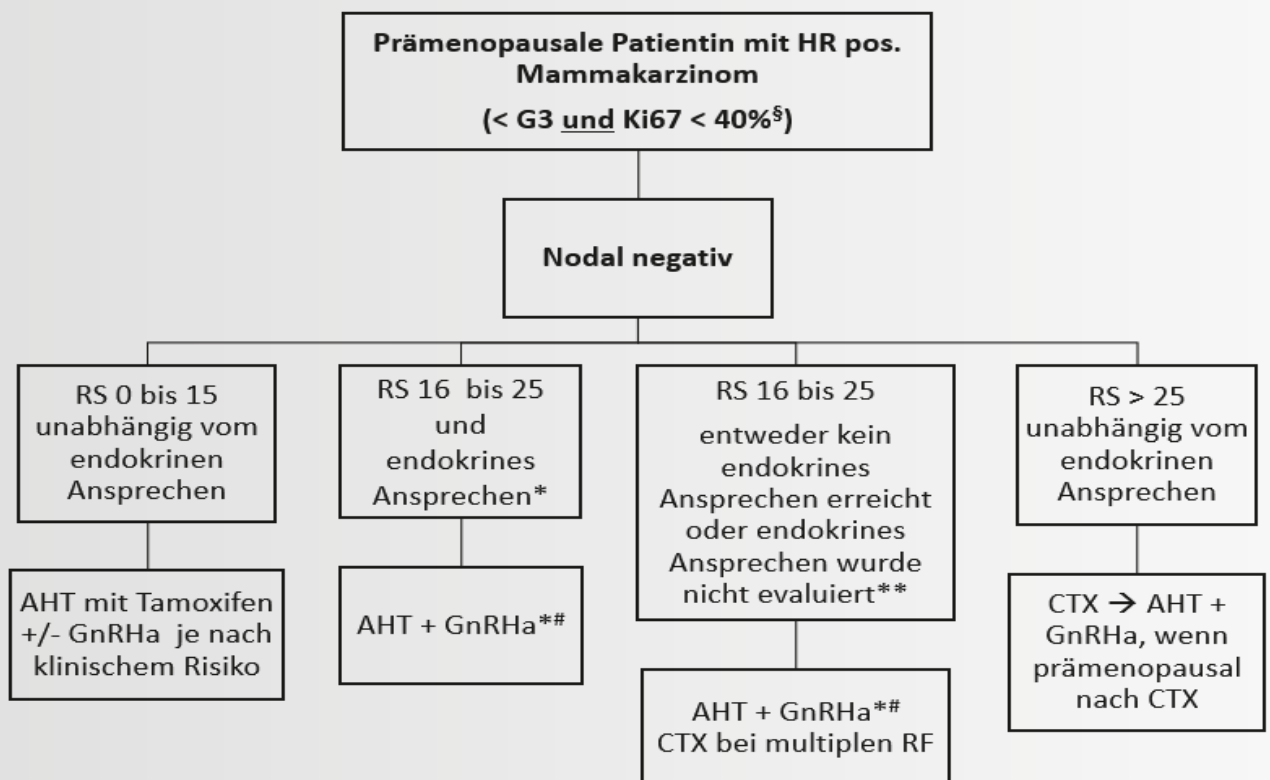 Prämenopausale Patientin mit HR pos.
Mammakarzinom
(< G3 und Ki67 < 40%§)
Nodal negativ
RS 0 bis 15
unabhängig vom
endokrinen
Ansprechen
AHT mit Tamoxifen
+/- GnRHa je nach
klinischem Risiko
RS 16 bis 25
und
endokrines
Ansprechen*
AHT + GnRHa*#
RS 16 bis 25
entweder kein
endokrines
Ansprechen erreicht
oder endokrines
Ansprechen wurde
nicht evaluiert**
AHT + GnRHa*#
CTX bei multiplen RF
RS > 25
unabhängig vom
endokrinen
Ansprechen
CTX → AHT +
GnRHa, wenn
prämenopausal
nach CTX